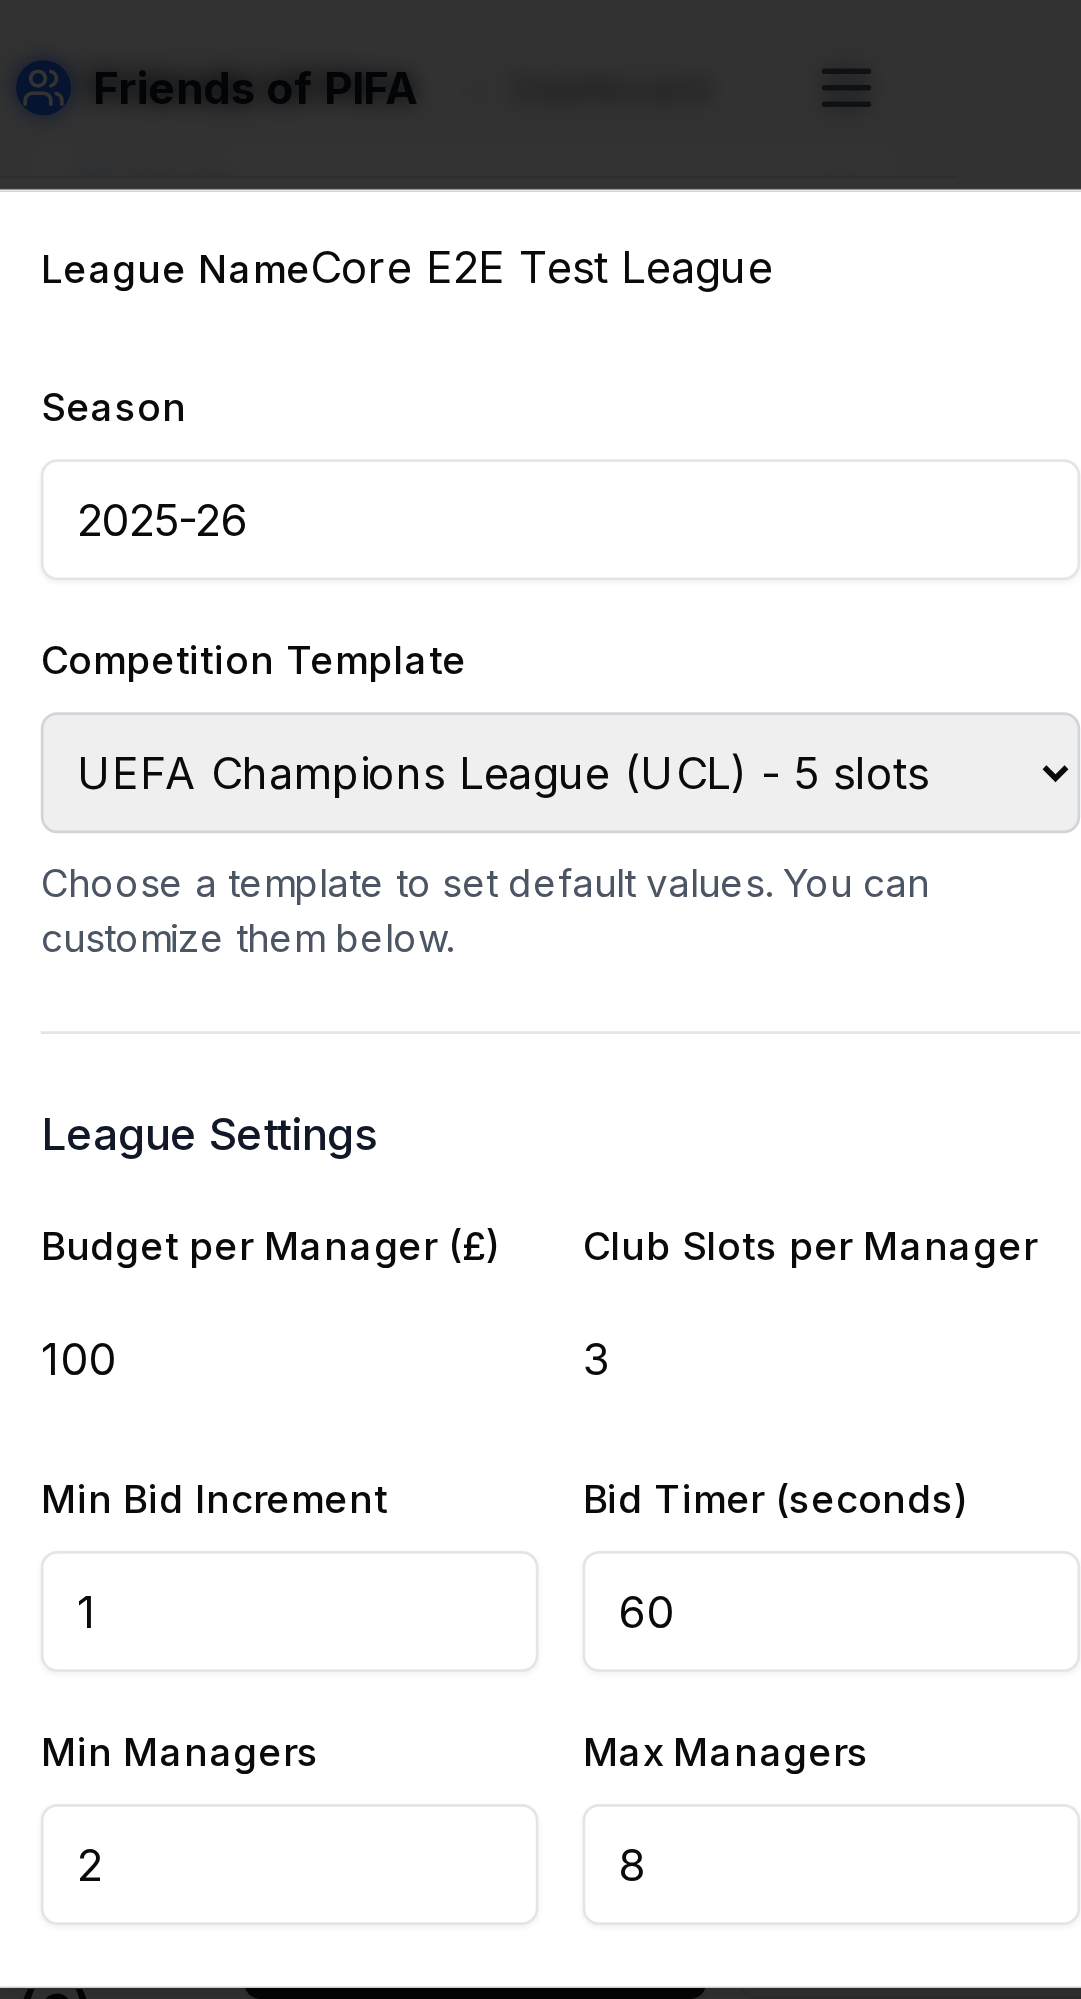 Friends of PIFA
League NameCore E2E Test League
Season
2025-26
Competition Template
UEFA Champions League (UCL) - 5 slots
Choose a template to set default values. You can
customize them below.
League Settings
Budget per Manager (£) Club Slots per Manager
100 3
Min Bid Increment Bid Timer (seconds)
1 60
Min Managers Max Managers
2 8